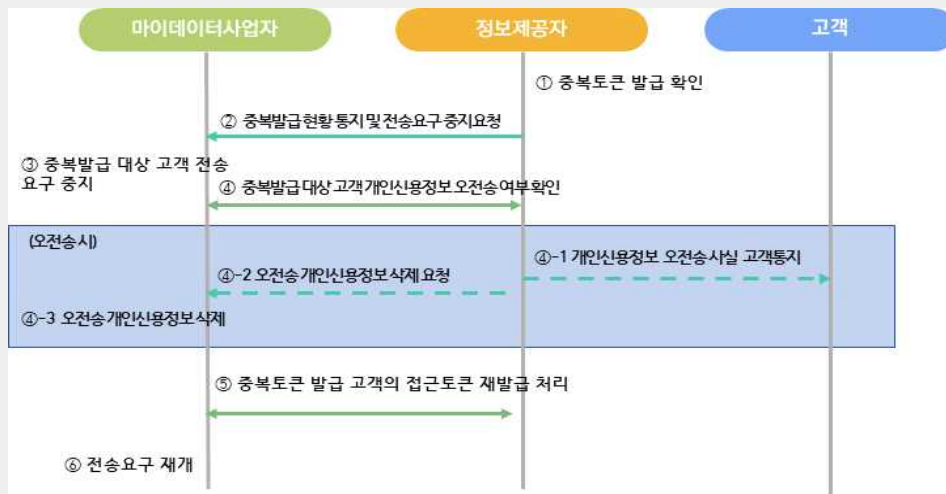 마이데이터사업자
정보제공자
고객
① 중복토큰 발급 확인
② 중복발급현황통지 및 전송요구 중지요청
③ 중복발급 대상 고객 전송
요구 중지
④ 중복발급 대상 고객 개인신용정보 오전송여부 확인
(오전송시)
④-1 개인신용정보 오전송사실 고객통지
④-2 오전송 개인신용정보 삭제 요청
④-3 오전송 개인신용정보 삭제
⑤ 중복토큰 발급 고객의 접근토큰 재발급 처리
⑥ 전송요구 재개